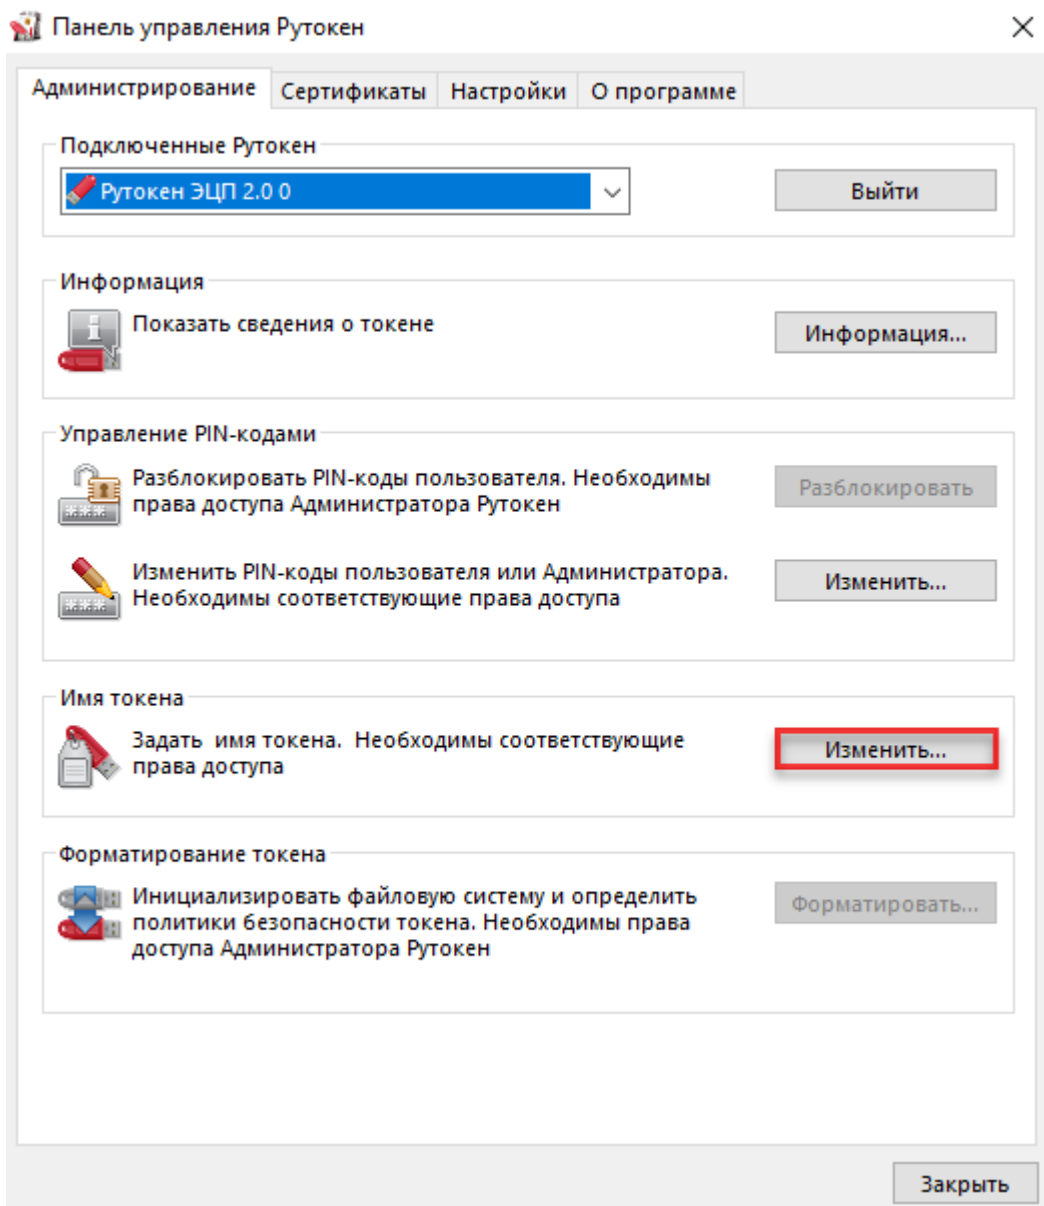 Панель управления Рутокен
Администрирование Сертификаты Настройки О программе
Подключенные Рутокен
Рутокен ЭЦП 2.0 0
Выйти
Информация
Показать сведения о токене
Информация...
Управление PIN-кодами
Разблокировать PIN-коды пользователя. Необходимы
права доступа Администратора Рутокен
Разблокировать
Изменить PIN-коды пользователя или Администратора.
Необходимы соответствующие права доступа
Изменить...
Имя токена
Задать имя токена. Необходимы соответствующие
права доступа
Изменить...
Форматирование токена
Инициализировать файловую систему и определить
политики безопасности токена. Необходимы права
доступа Администратора Рутокен
Форматировать...
Закрыть